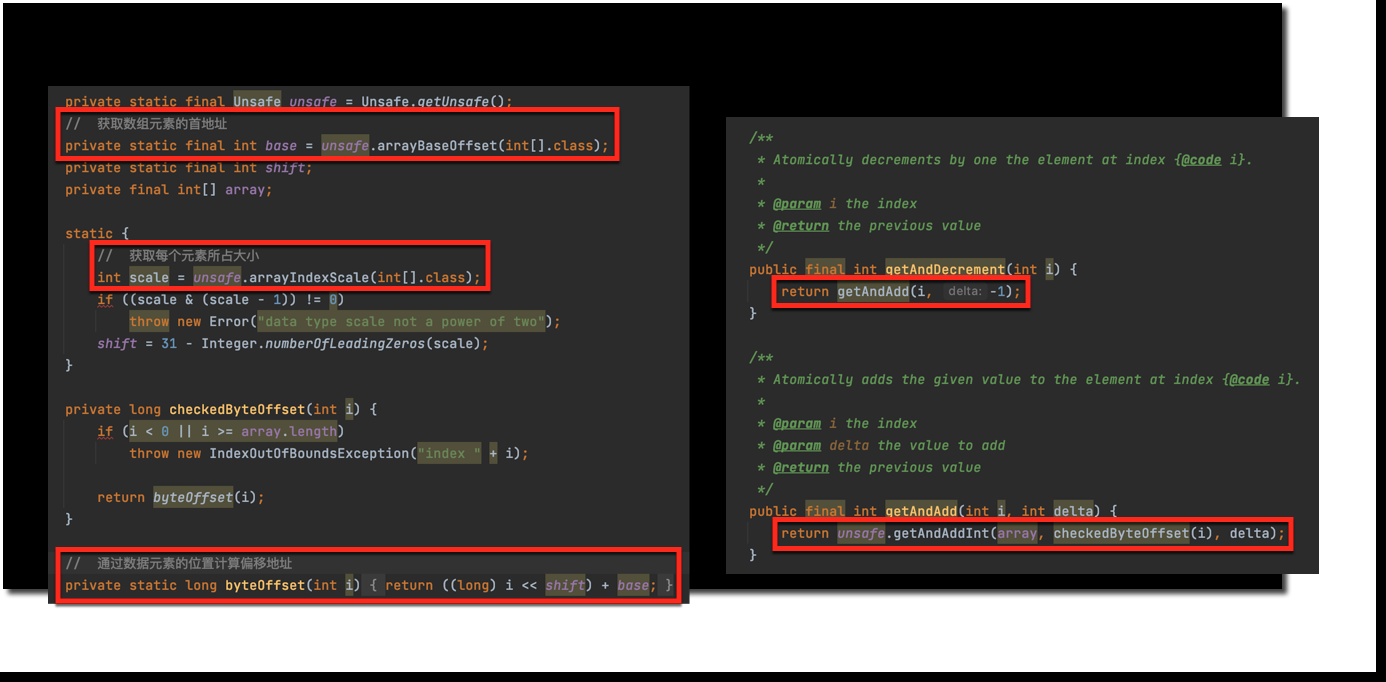 private static final Unsafe unsafe = Unsafe.getUnsafe();
// 获取数组元素的首地址
private static final int base = unsafe.arrayBaseOffset(int[].class);
private static final int shift;
private final int[] array;
static {
// 获取每个元素所占大小
int scale = unsafe.arrayIndexScale(int[].class);
if ((scale & (scale - 1)) != 0)
throw new Error("data type scale not a power of two");
shift = 31 - Integer.numberOfLeadingZeros(scale);
}
private long checkedByteOffset(int i) {
if (i < 0 || i >= array.length)
throw new IndexOutOfBoundsException("index " + i);
return byteOffset(i);
}
// 通过数据元素的位置计算偏移地址
private static long byteOffset(int i) { return ((long) i << shift) + base; }
/**
* Atomically decrements by one the element at index {@code i}.
*
* @param i the index
* @return the previous value
*/
public final int getAndDecrement(int i) {
return getAndAdd(i, delta: -1);
}
/**
* Atomically adds the given value to the element at index {@code i}.
*
* @param i the index
* @param delta the value to add
* @return the previous value
*/
public final int getAndAdd(int i, int delta) {
return unsafe.getAndAddInt(array, checkedByteOffset(i), delta);
}